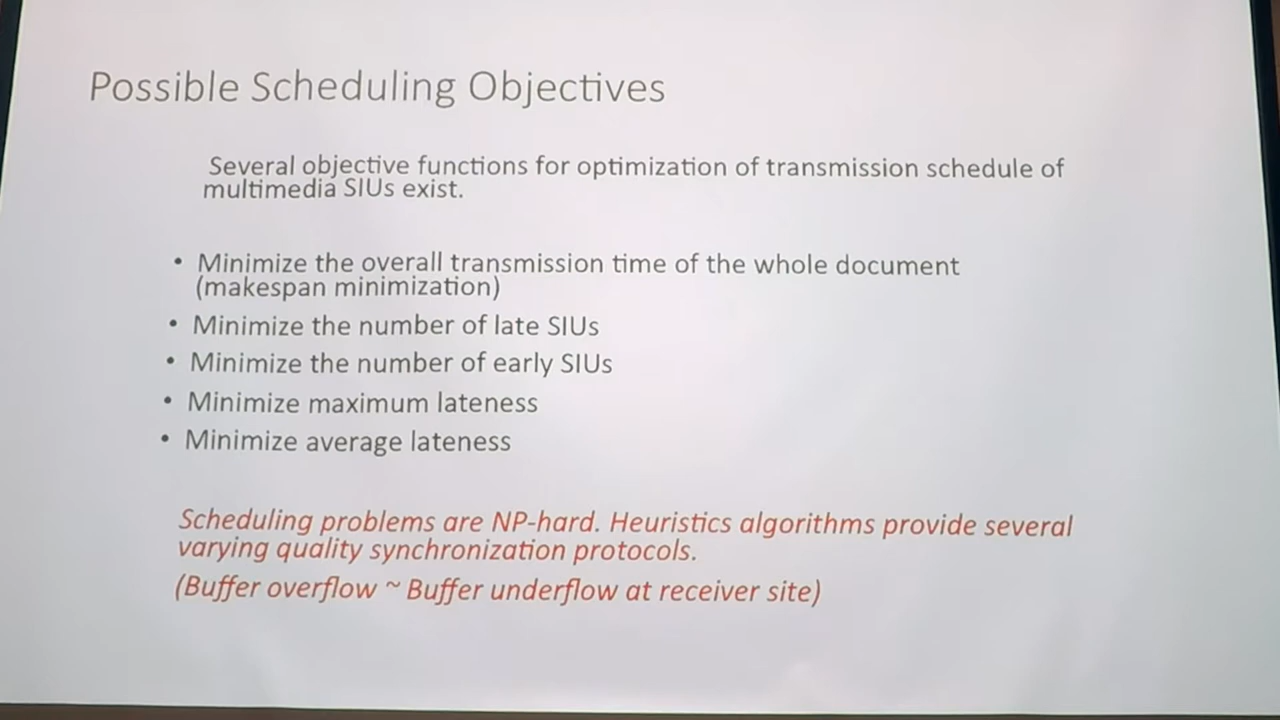 Possible Scheduling Objectives
Several objective functions for optimization of transmission schedule of
multimedia SIUs exist.
• Minimize the overall transmission time of the whole document
(makespan minimization)
• Minimize the number of late SIUs
• Minimize the number of early SIUs
• Minimize maximum lateness
• Minimize average lateness
Scheduling problems are NP-hard. Heuristics algorithms provide several
varying quality synchronization protocols.
(Buffer overflow ~ Buffer underflow at receiver site)